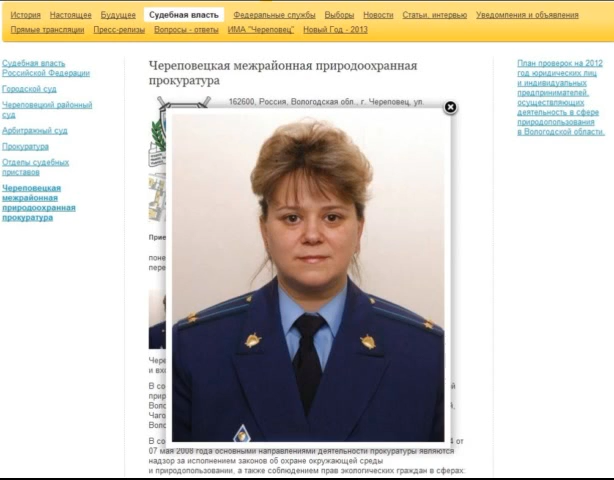 История Настоящее Будущее Судебная власть Федеральные службы Выборы Новости Статьи, интервью Уведомления и объявления
Прямые трансляции Пресс-релизы Вопросы - ответы ИМА "Череповец" Новый Год - 2013
Судебная власть
Российской Федерации
Городской суд
Череповецкий районный
суд
Арбитражный суд
Прокуратура
Отделы судебных
приставов
Череповецкая
межрайонная
природоохранная
прокуратура
Череповецкая межрайонная природоохранная
прокуратура
162600, Россия, Вологодская обл., г. Череповец, ул.
07 мая 2008 года основными направлениями деятельности прокуратуры являются
надзор за исполнением законов об охране окружающей среды
и природопользовании, а также соблюдением прав экологических граждан в сферах:
План проверок на 2012
год юридических лиц
и индивидуальных
предпринимателей,
осуществляющих
деятельность в сфере
природопользования
в Вологодской области.